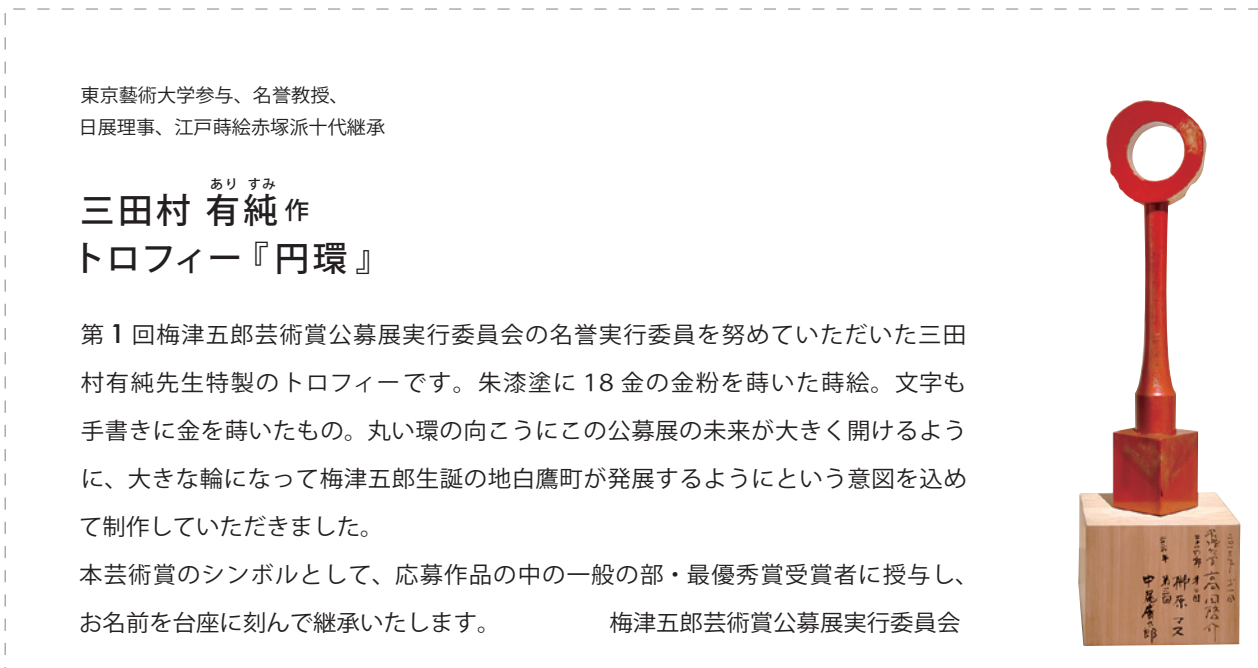 東京藝術大学参与、名誉教授、
日展理事、江戸蒔絵赤塚派十代継承
あり すみ
三田村 有純 作
トロフィー『円環』
第1回梅津五郎芸術賞公募展実行委員会の名誉実行委員を努めていただいた三田
村有純先生特製のトロフィーです。朱漆塗に18金の金粉を蒔いた蒔絵。文字も
手書きに金を蒔いたもの。丸い環の向こうにこの公募展の未来が大きく開けるよう
に、大きな輪になって梅津五郎生誕の地白鷹町が発展するようにという意図を込め
て制作していただきました。
本芸術賞のシンボルとして、応募作品の中の一般の部・最優秀賞受賞者に授与し、
お名前を台座に刻んで継承いたします。 梅津五郎芸術賞公募展実行委員会
第二回
柳原 マス